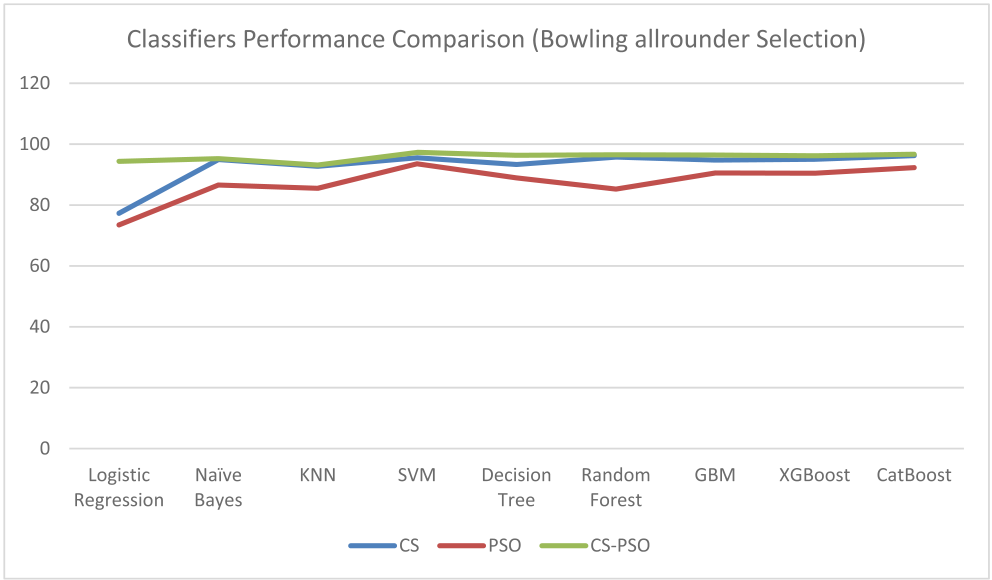 Classifiers Performance Comparison (Bowling allrounder Selection)
120
100
80
60
40
20
0
Logistic Regression
Naïve Bayes
KNN
SVM
Decision Tree
Random Forest
GBM
XGBoost
CatBoost
CS
PSO
CS-PSO